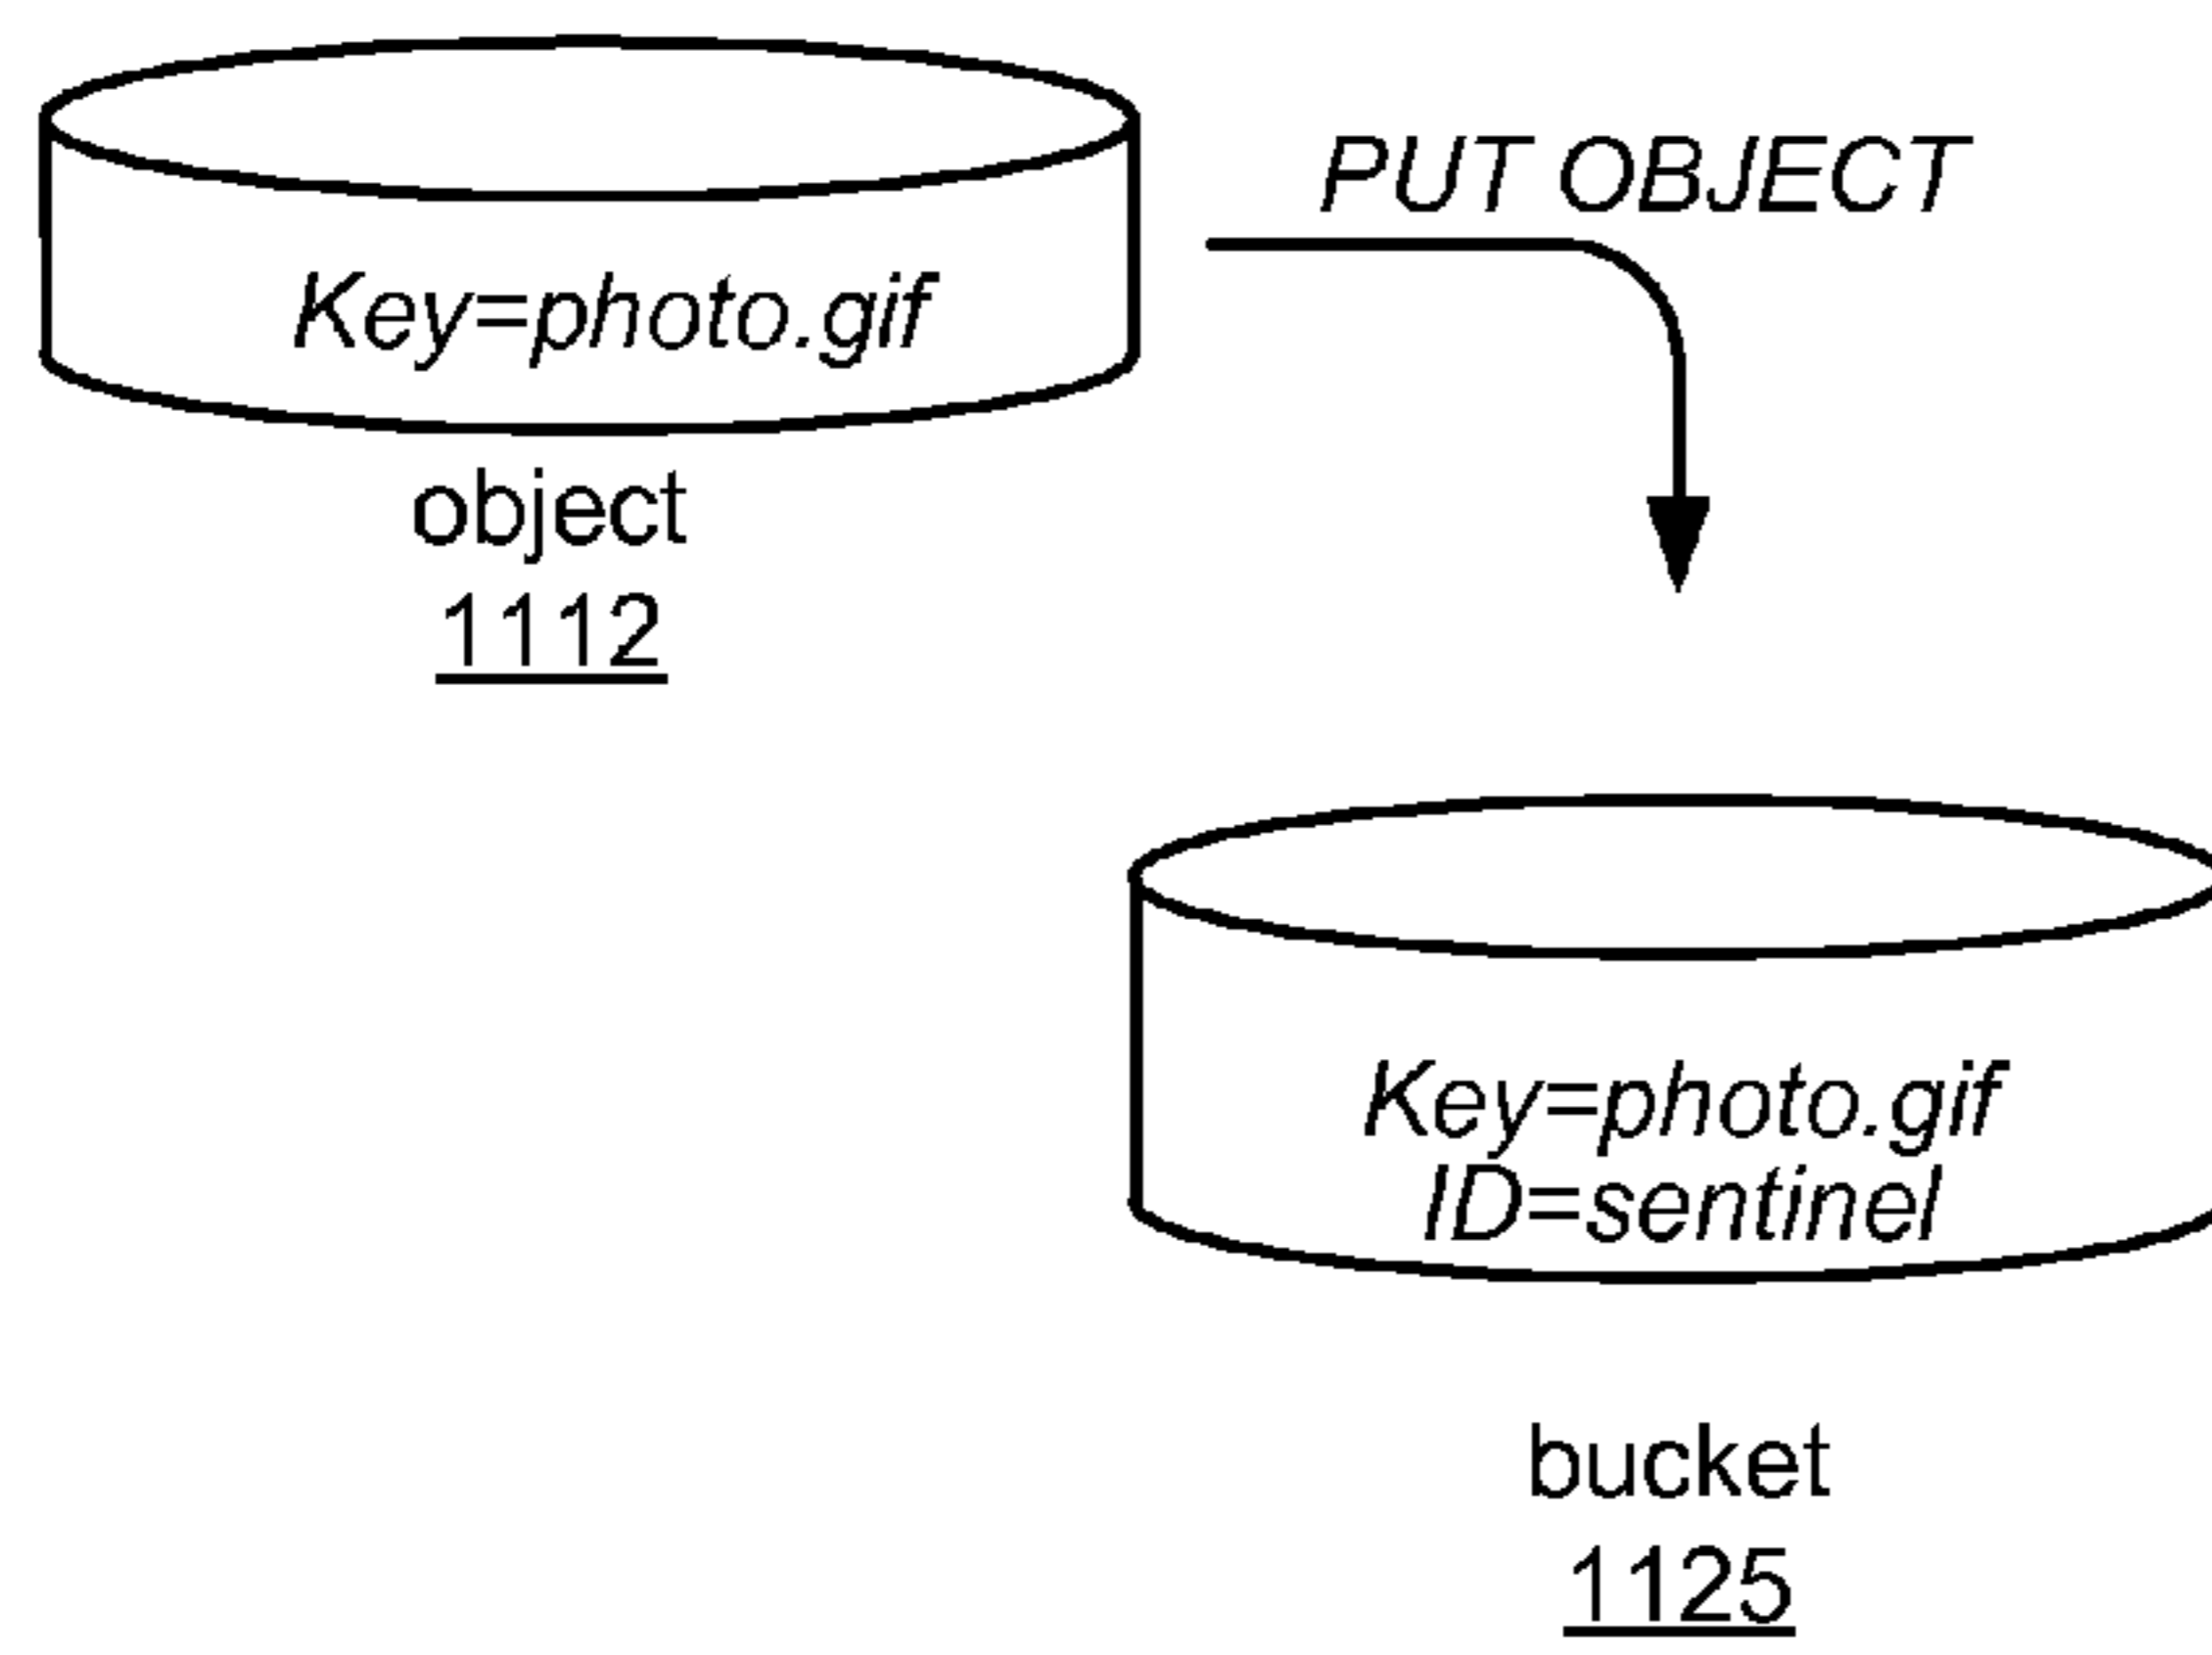 PUT OBJECT
Key=photo.gif
object
1112
Key=photo.gif
ID=sentinel
bucket
1125